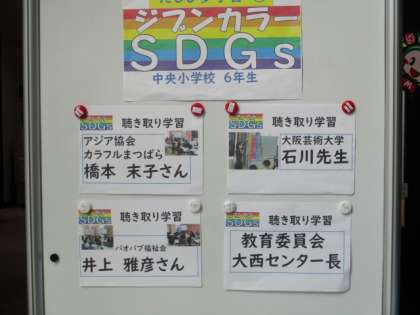 ジブンカラー
SDGs
中央小学校 6年生
SDGs 聴き取り学習
アジア協会
カラフルまつばら
橋本 末子さん
SDGs 聴き取り学習
大阪芸術大学
石川先生
SDGs 聴き取り学習
バオバブ福祉会
井上 雅彦さん
SDGs 聴き取り学習
教育委員会
大西センター長